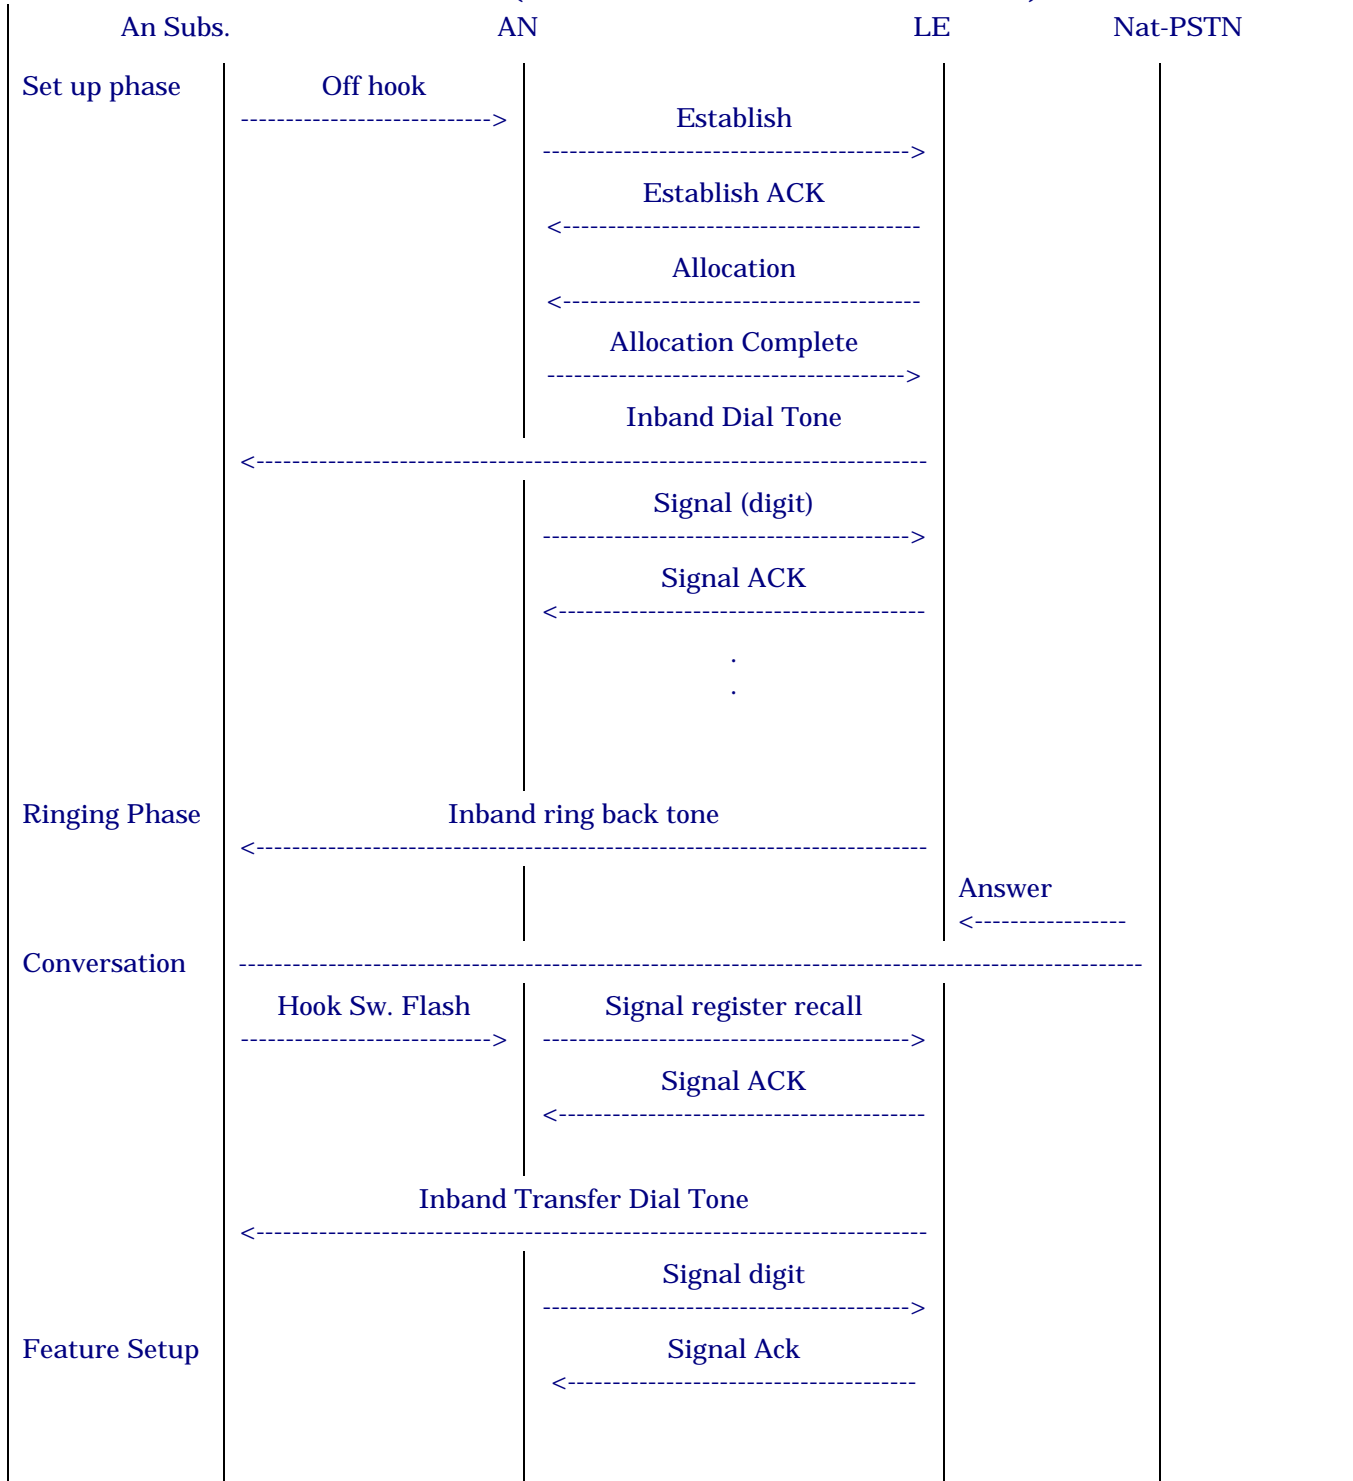 An Subs. AN LE Nat-PSTN
Set up phase Off hook
---------------------------->
Establish
----------------------------------------->
Establish ACK
<----------------------------------------
Allocation
<----------------------------------------
Allocation Complete
---------------------------------------->
Inband Dial Tone
<---------------------------------------------------------------------------
Signal (digit)
----------------------------------------->
Signal ACK
<-----------------------------------------
.
.
Ringing Phase Inband ring back tone
<---------------------------------------------------------------------------
Answer
<-----------------
Conversation -----------------------------------------------------------------------------------------------------
Hook Sw. Flash Signal register recall
----------------------------> ----------------------------------------->
Signal ACK
<-----------------------------------------
Inband Transfer Dial Tone
<---------------------------------------------------------------------------
Signal digit
----------------------------------------->
Feature Setup Signal Ack
<---------------------------------------